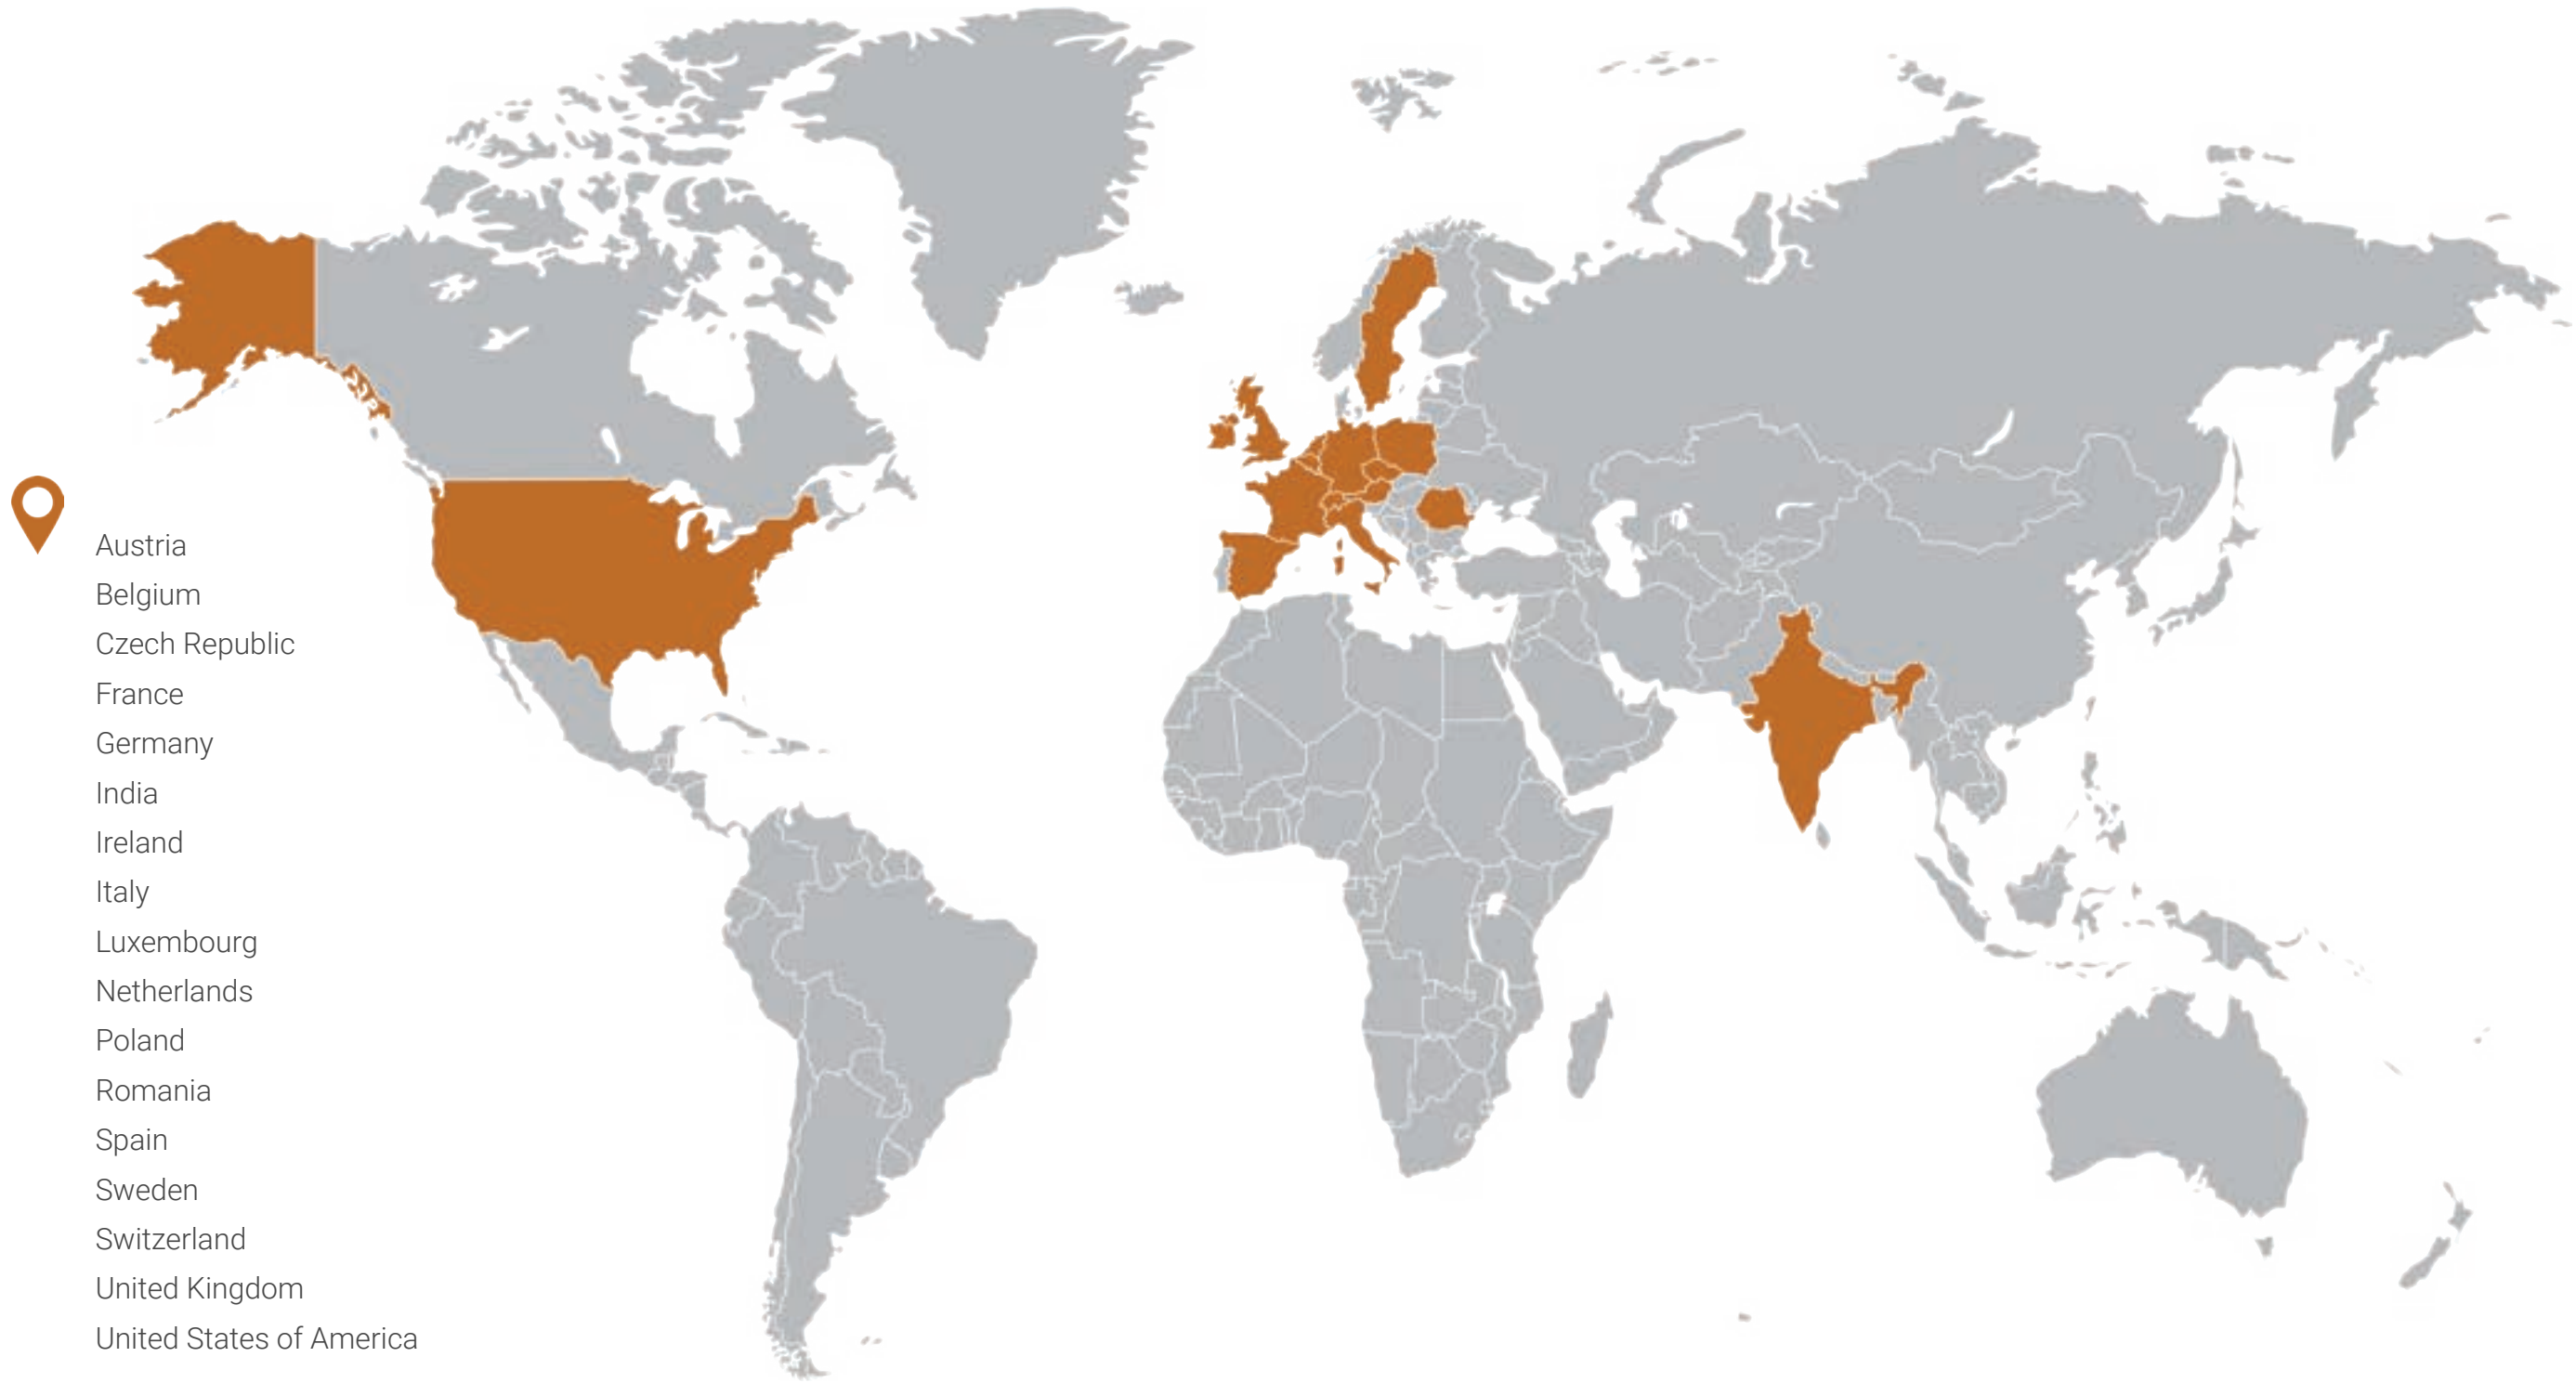 Austria
Belgium
Czech Republic
France
Germany
India
Ireland
Italy
Luxembourg
Netherlands
Poland
Romania
Spain
Sweden
Switzerland
United Kingdom
United States of America